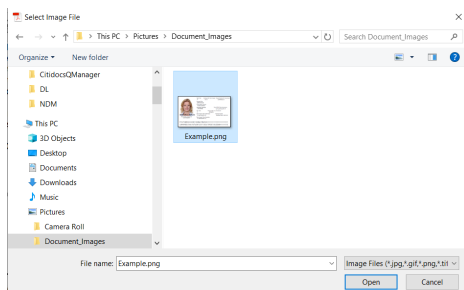 Select Image File
This PC > Pictures > Document_Images
Search Document_Images
Organize
New folder
CitidocsQManager
DL
NDM
This PC
3D Objects
Desktop
Documents
Downloads
Music
Pictures
Camera Roll
Document_Images
Example.png
File name: Example.png
Image Files (*.jpg,*.gif,*.png,*.tif
Open
Cancel